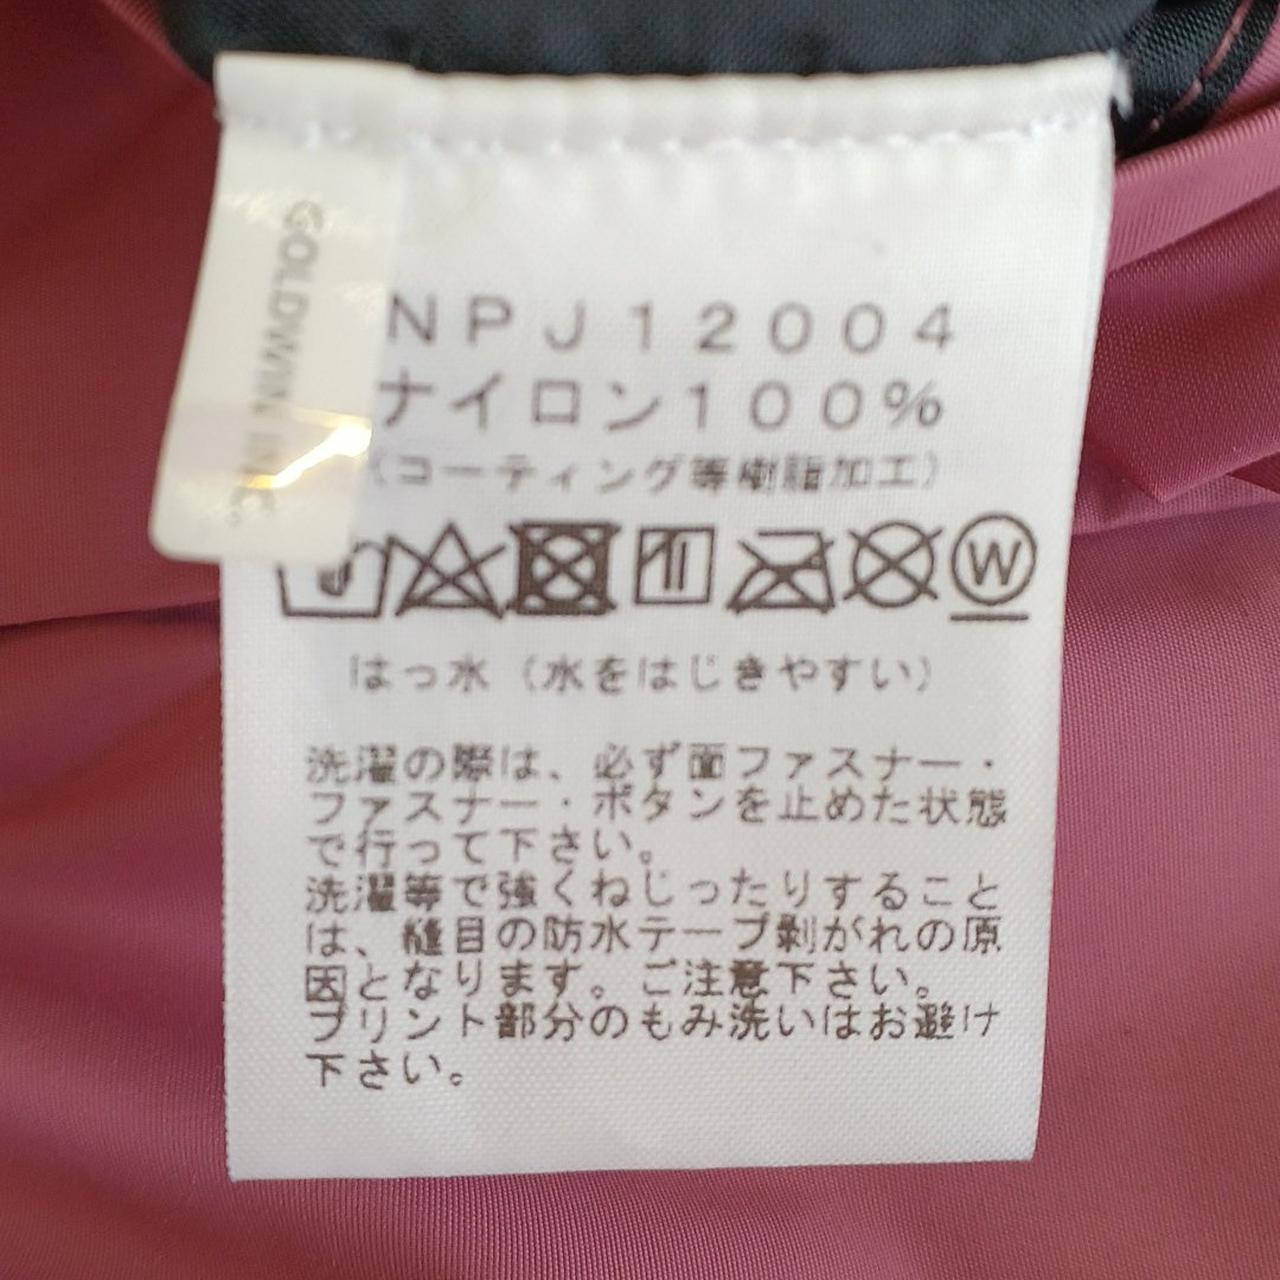 GOLDWIN INC.
NPJ12004
ナイロン100%
(コーティング等樹脂加工)
W
はっ水(水をはじきやすい)
洗濯の際は、必ず面ファスナー・
ファスナー・ボタンを止めた状態
で行って下さい。
洗濯等で強くねじったりすること
は、縫目の防水テープ剥がれの原
因となります。ご注意下さい。
プリント部分のもみ洗いはお避け
下さい。